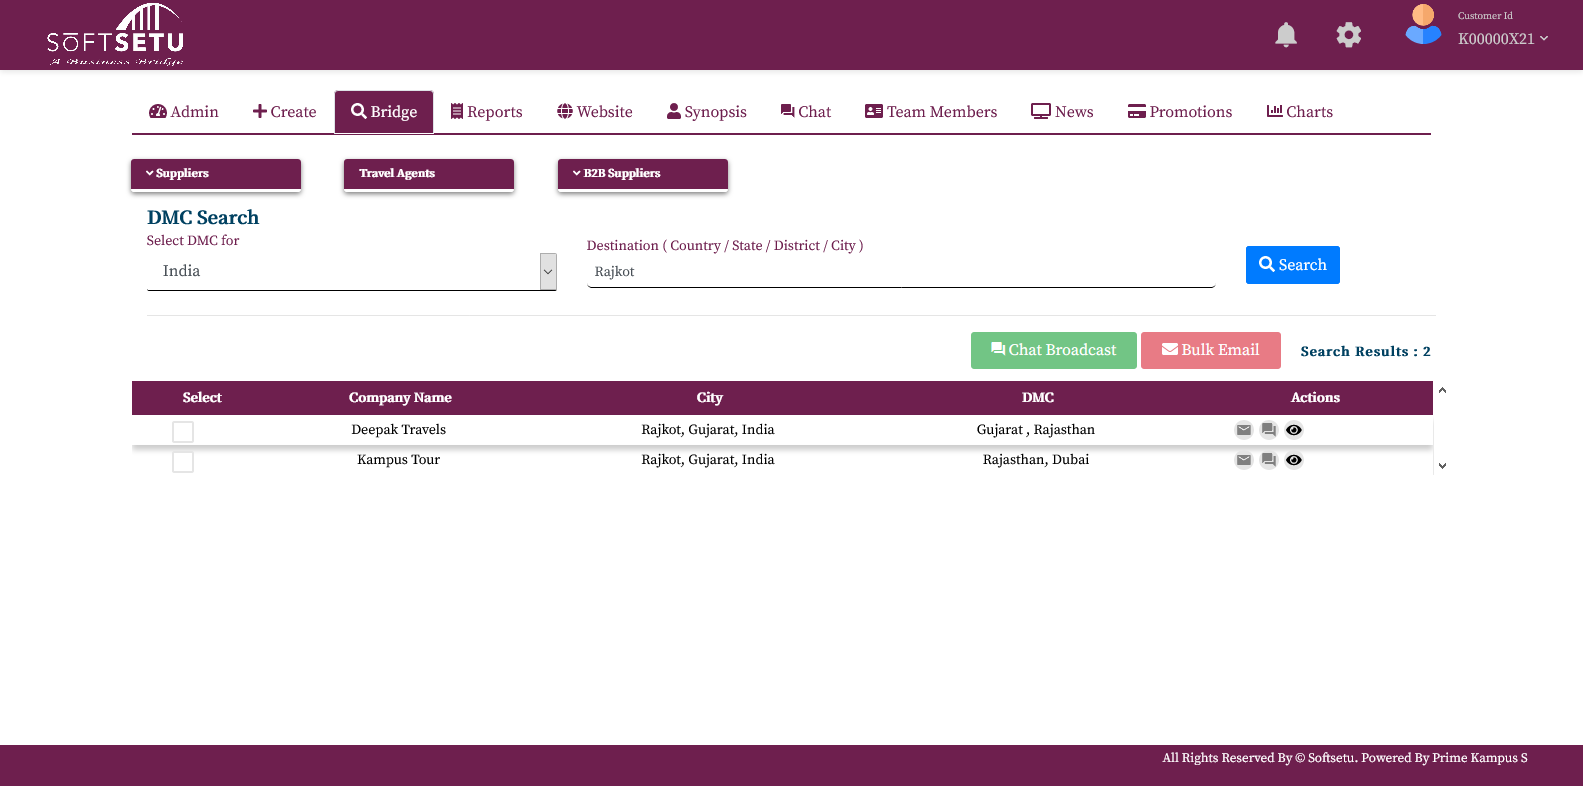 SOFTSETU
A Business Bridge
Customer Id
K00000X21
Admin
Create
Bridge
Reports
Website
Synopsis
Chat
Team Members
News
Promotions
Charts
Suppliers
Travel Agents
B2B Suppliers
DMC Search
Select DMC for
India
Destination ( Country / State / District / City )
Rajkot
Search
Chat Broadcast
Bulk Email
Search Results : 2
Select Company Name City DMC Actions
Deepak Travels Rajkot, Gujarat, India Gujarat , Rajasthan
Kampus Tour Rajkot, Gujarat, India Rajasthan, Dubai
All Rights Reserved By © Softsetu. Powered By Prime Kampus S